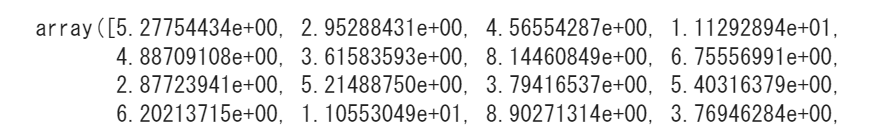 array([5.27754434e+00, 2.95288431e+00, 4.56554287e+00, 1.11292894e+01,
4.88709108e+00, 3.61583593e+00, 8.14460849e+00, 6.75556991e+00,
2.87723941e+00, 5.21488750e+00, 3.79416537e+00, 5.40316379e+00,
6.20213715e+00, 1.10553049e+01, 8.90271314e+00, 3.76946284e+00,